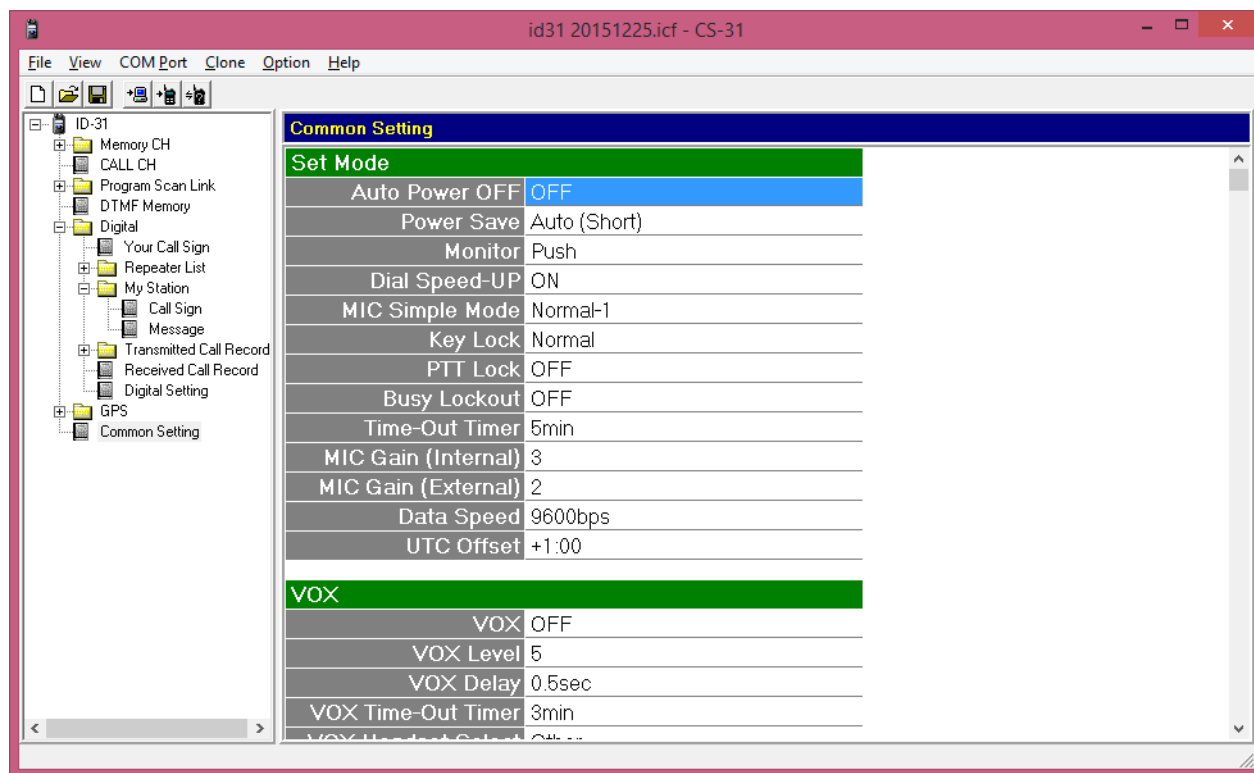 id31 20151225.icf - CS-31
File View COM Port Clone Option Help
ID-31
Memory CH
CALL CH
Program Scan Link
DTMF Memory
Digital
Your Call Sign
Repeater List
My Station
Call Sign
Message
Transmitted Call Record
Received Call Record
Digital Setting
GPS
Common Setting
Common Setting
Set Mode
Auto Power OFF OFF
Power Save Auto (Short)
Monitor Push
Dial Speed-UP ON
MIC Simple Mode Normal-1
Key Lock Normal
PTT Lock OFF
Busy Lockout OFF
Time-Out Timer 5min
MIC Gain (Internal) 3
MIC Gain (External) 2
Data Speed 9600bps
UTC Offset +1:00
VOX
VOX OFF
VOX Level 5
VOX Delay 0.5sec
VOX Time-Out Timer 3min
VOX Headset Select Other